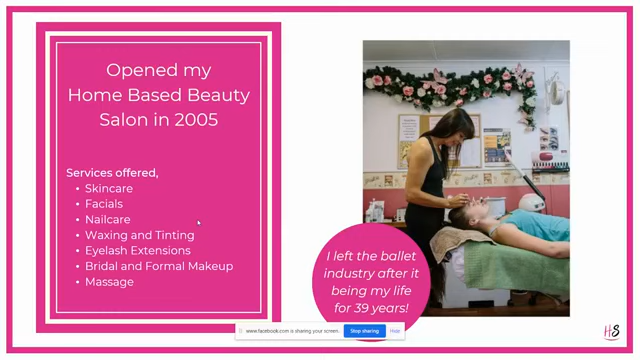 Opened my
Home Based Beauty
Salon in 2005
Services offered,
• Skincare
• Facials
• Nailcare
• Waxing and Tinting
• Eyelash Extensions
• Bridal and Formal Makeup
• Massage
I left the ballet
industry after it
being my life
for 39 years!
www.facebook.com is sharing your screen.
Stop sharing
Hide
HS